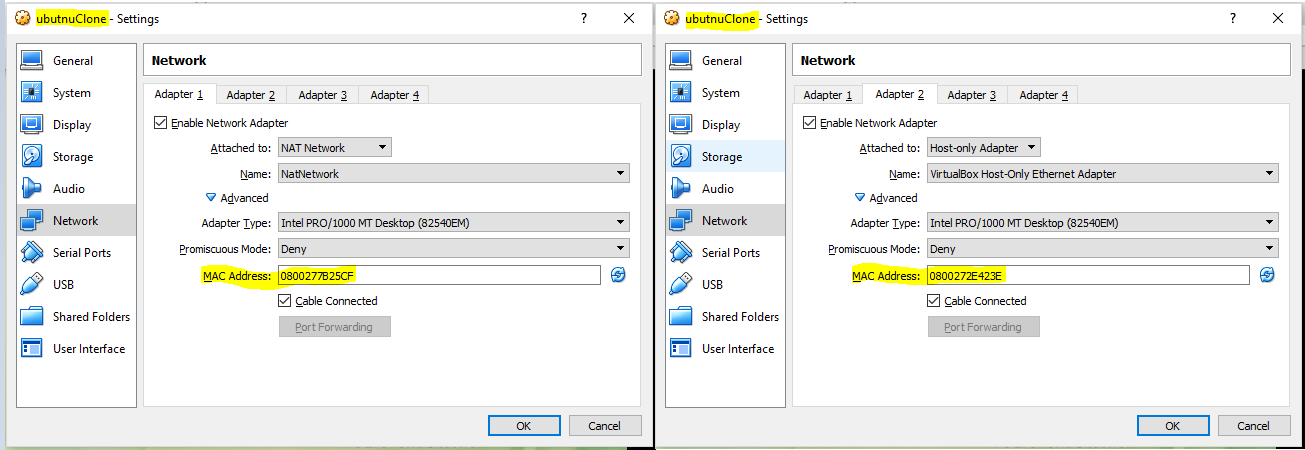 ubutnuClone - Settings
?
General
System
Display
Storage
Audio
Network
Serial Ports
USB
Shared Folders
User Interface
Network
Adapter 1
Adapter 2
Adapter 3
Adapter 4
Enable Network Adapter
Attached to: NAT Network
Name: NatNetwork
Advanced
Adapter Type: Intel PRO/1000 MT Desktop (82540EM)
Promiscuous Mode: Deny
MAC Address: 0800277B25CF
Cable Connected
Port Forwarding
OK
Cancel
ubutnuClone - Settings
?
General
System
Display
Storage
Audio
Network
Serial Ports
USB
Shared Folders
User Interface
Network
Adapter 1
Adapter 2
Adapter 3
Adapter 4
Enable Network Adapter
Attached to: Host-only Adapter
Name: VirtualBox Host-Only Ethernet Adapter
Advanced
Adapter Type: Intel PRO/1000 MT Desktop (82540EM)
Promiscuous Mode: Deny
MAC Address: 0800272E423E
Cable Connected
Port Forwarding
OK
Cancel